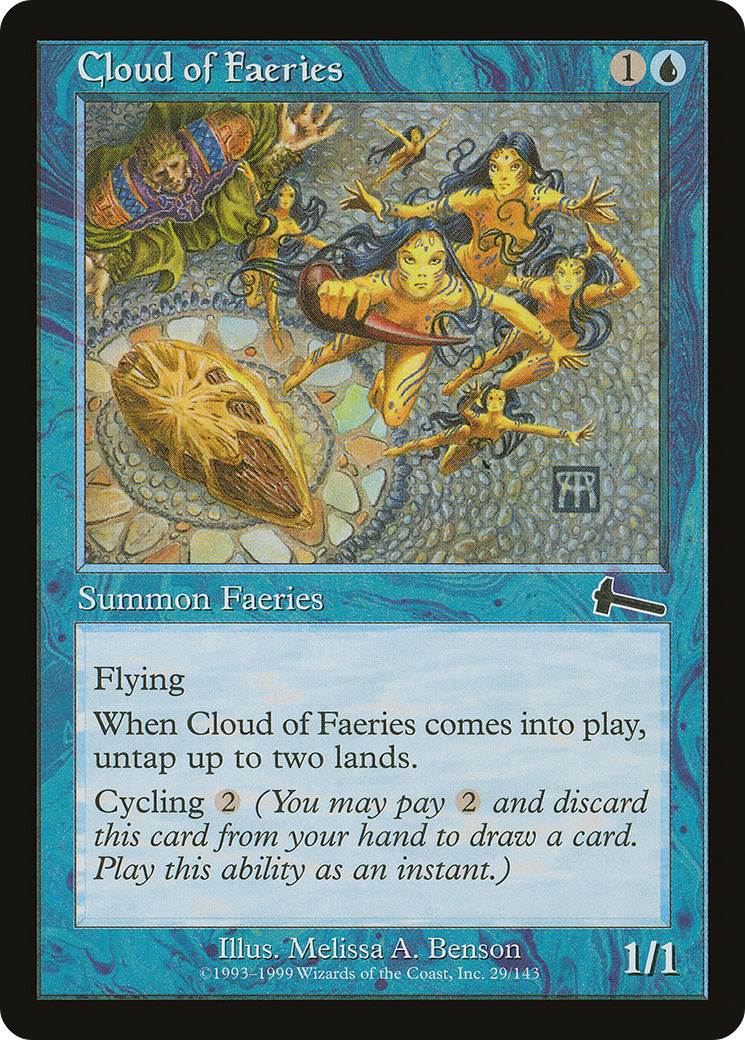 Cloud of Faeries 1
Summon Faeries
Flying
When Cloud of Faeries comes into play,
untap up to two lands.
Cycling 2 (You may pay 2 and discard
this card from your hand to draw a card.
Play this ability as an instant.)
Illus. Melissa A. Benson
©1993–1999 Wizards of the Coast, Inc. 29/143
1/1